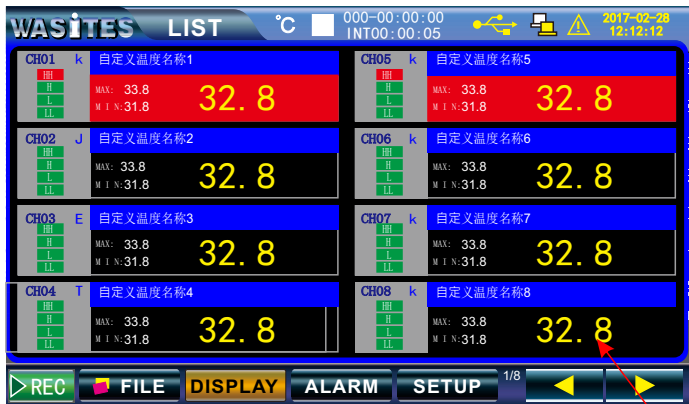 WASiTES LIST ℃ 000-00:00:00 2017-02-28
INT00:00:05 12:12:12
CH01 k 自定义温度名称1
HH
H MAX: 33.8 32.8
L MIN:31.8
LL
CH05 k 自定义温度名称5
HH
H MAX: 33.8 32.8
L MIN:31.8
LL
CH02 J 自定义温度名称2
HH
H MAX: 33.8 32.8
L MIN:31.8
LL
CH06 k 自定义温度名称6
HH
H MAX: 33.8 32.8
L MIN:31.8
LL
CH03 E 自定义温度名称3
HH
H MAX: 33.8 32.8
L MIN:31.8
LL
CH07 k 自定义温度名称7
HH
H MAX: 33.8 32.8
L MIN:31.8
LL
CH04 T 自定义温度名称4
HH
H MAX: 33.8 32.8
L MIN:31.8
LL
CH08 k 自定义温度名称8
HH
H MAX: 33.8 32.8
L MIN:31.8
LL
REC FILE DISPLAY ALARM SETUP 1/8